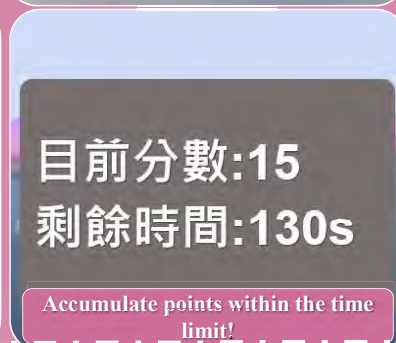 目前分數:15
剩餘時間:130s
Accumulate points within the time
limit!